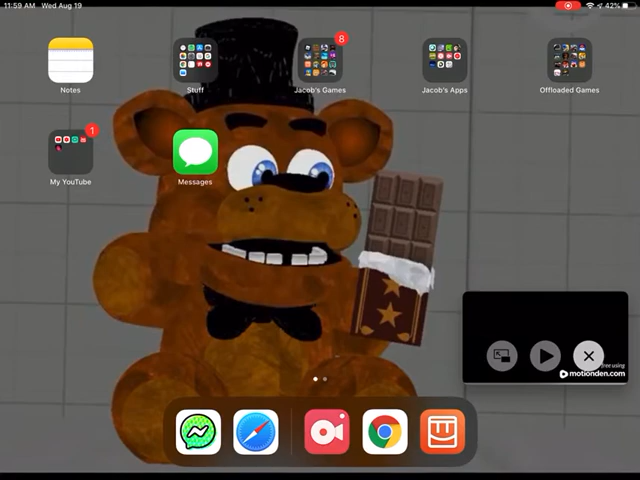 11:59 AM Wed Aug 19
42%
8
Notes
Stuff
Jacob's Games
Jacob's Apps
Offloaded Games
1
My YouTube
Messages
free using
motionden.com